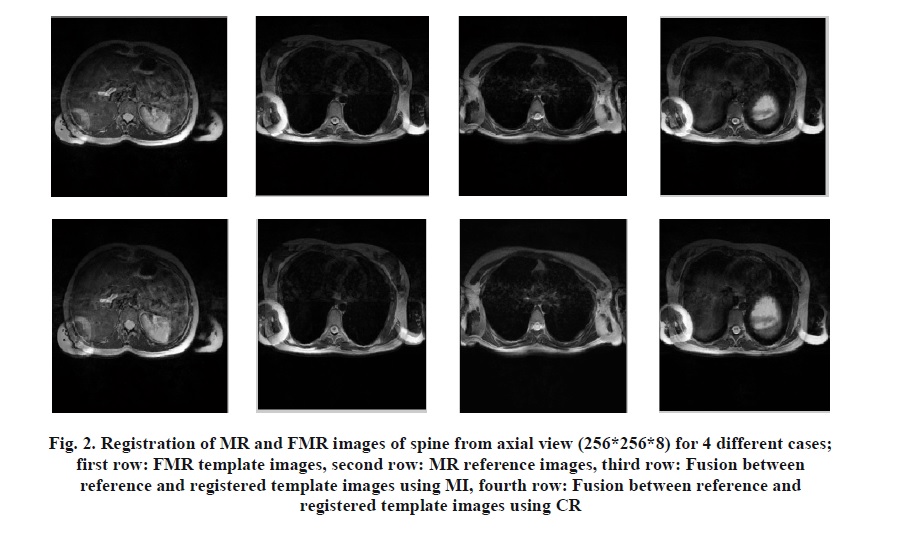 Fig. 2. Registration of MR and FMR images of spine from axial view (256*256*8) for 4 different cases;
first row: FMR template images, second row: MR reference images, third row: Fusion between
reference and registered template images using MI, fourth row: Fusion between reference and
registered template images using CR